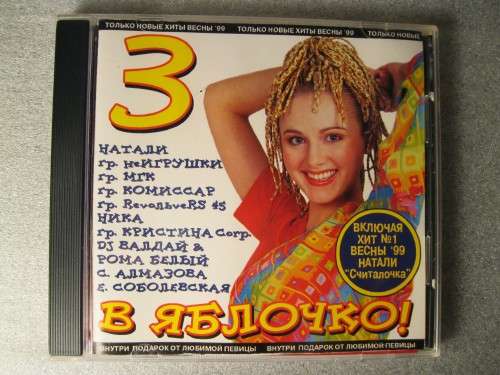 ТОЛЬКО НОВЫЕ ХИТЫ ВЕСНЫ '99 ТОЛЬКО НОВЫЕ ХИТЫ ВЕСНЫ '99 ТОЛЬКО НОВЫЕ
3
НАТАЛИ
гр. НеИГРУШКИ
гр. МГК
гр. КОМИССАР
гр. RevoльveRS 45
НИКА
гр. КРИСТИНА Corp.
DJ ВАЛДАЙ &
РОМА БЕЛЫЙ
С. АЛМАЗОВА
Е. СОБОЛЕВСКАЯ
ВКЛЮЧАЯ
ХИТ №1
ВЕСНЫ '99
НАТАЛИ
"Считалочка"
В ЯБЛОЧКО!
ВНУТРИ ПОДАРОК ОТ ЛЮБИМОЙ ПЕВИЦЫ ВНУТРИ ПОДАРОК ОТ ЛЮБИМОЙ ПЕВИЦЫ